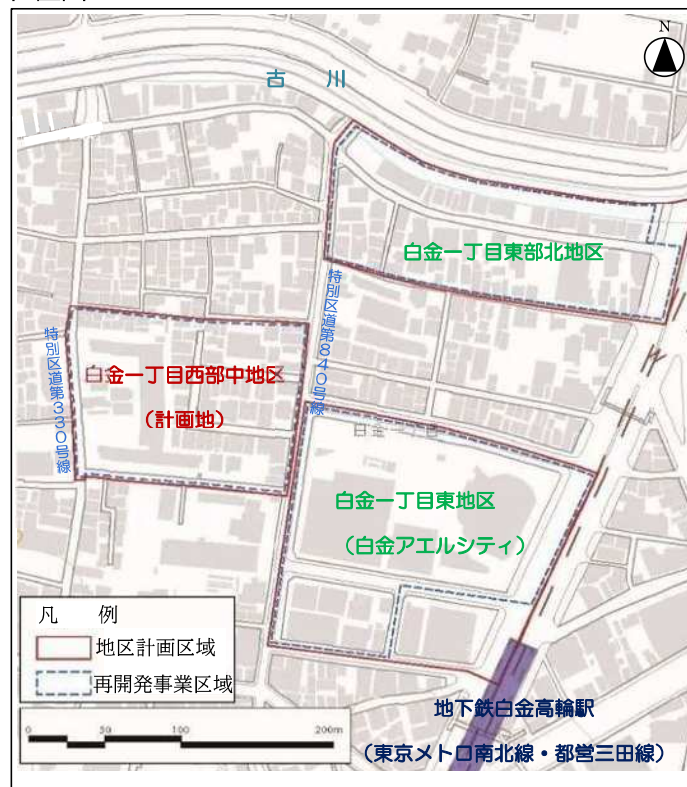 N
古 川
白金一丁目東部北地区
特別区道第840号線
特別区道第330号線
白金一丁目西部中地区
(計画地)
白金一丁目
白金一丁目東地区
(白金アエルシティ)
凡 例
地区計画区域
再開発事業区域
0 50 100 200m
地下鉄白金高輪駅
(東京メトロ南北線・都営三田線)